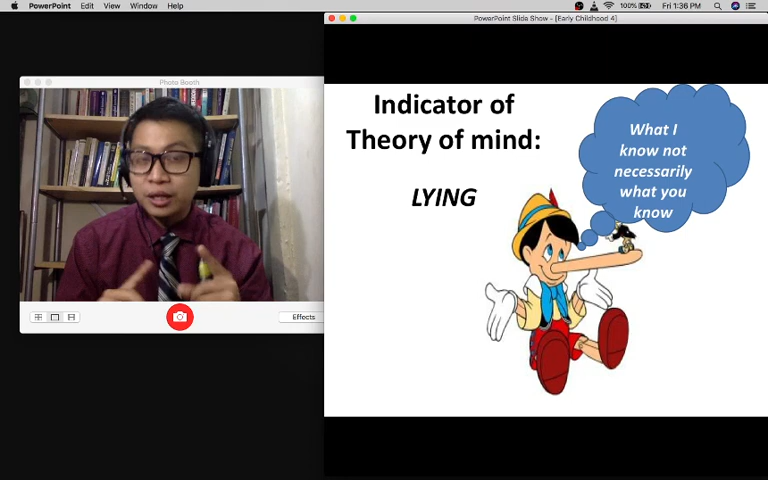 PowerPoint Edit View Window Help
100% Fri 1:36 PM
PowerPoint Slide Show - [Early Childhood 4]
Photo Booth
Indicator of
Theory of mind:
LYING
What I
know not
necessarily
what you
know
Effects